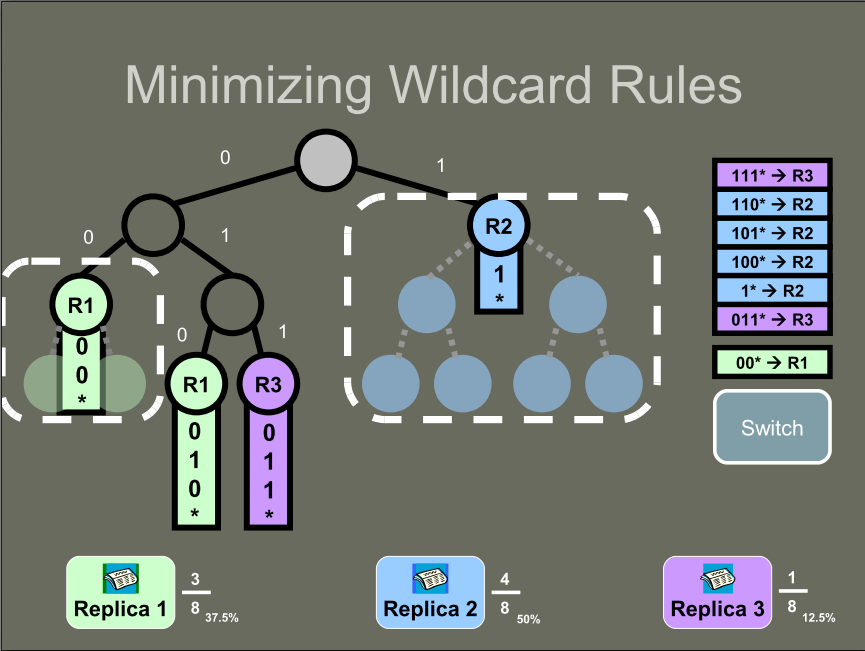 Minimizing Wildcard Rules
0
1
0
1
R2
1
*
R1
0
0
*
0
1
R1
0
1
0
*
R3
0
1
1
*
111* → R3
110* → R2
101* → R2
100* → R2
1* → R2
011* → R3
00* → R1
Switch
Replica 1
3
8
37.5%
Replica 2
4
8
50%
Replica 3
1
8
12.5%